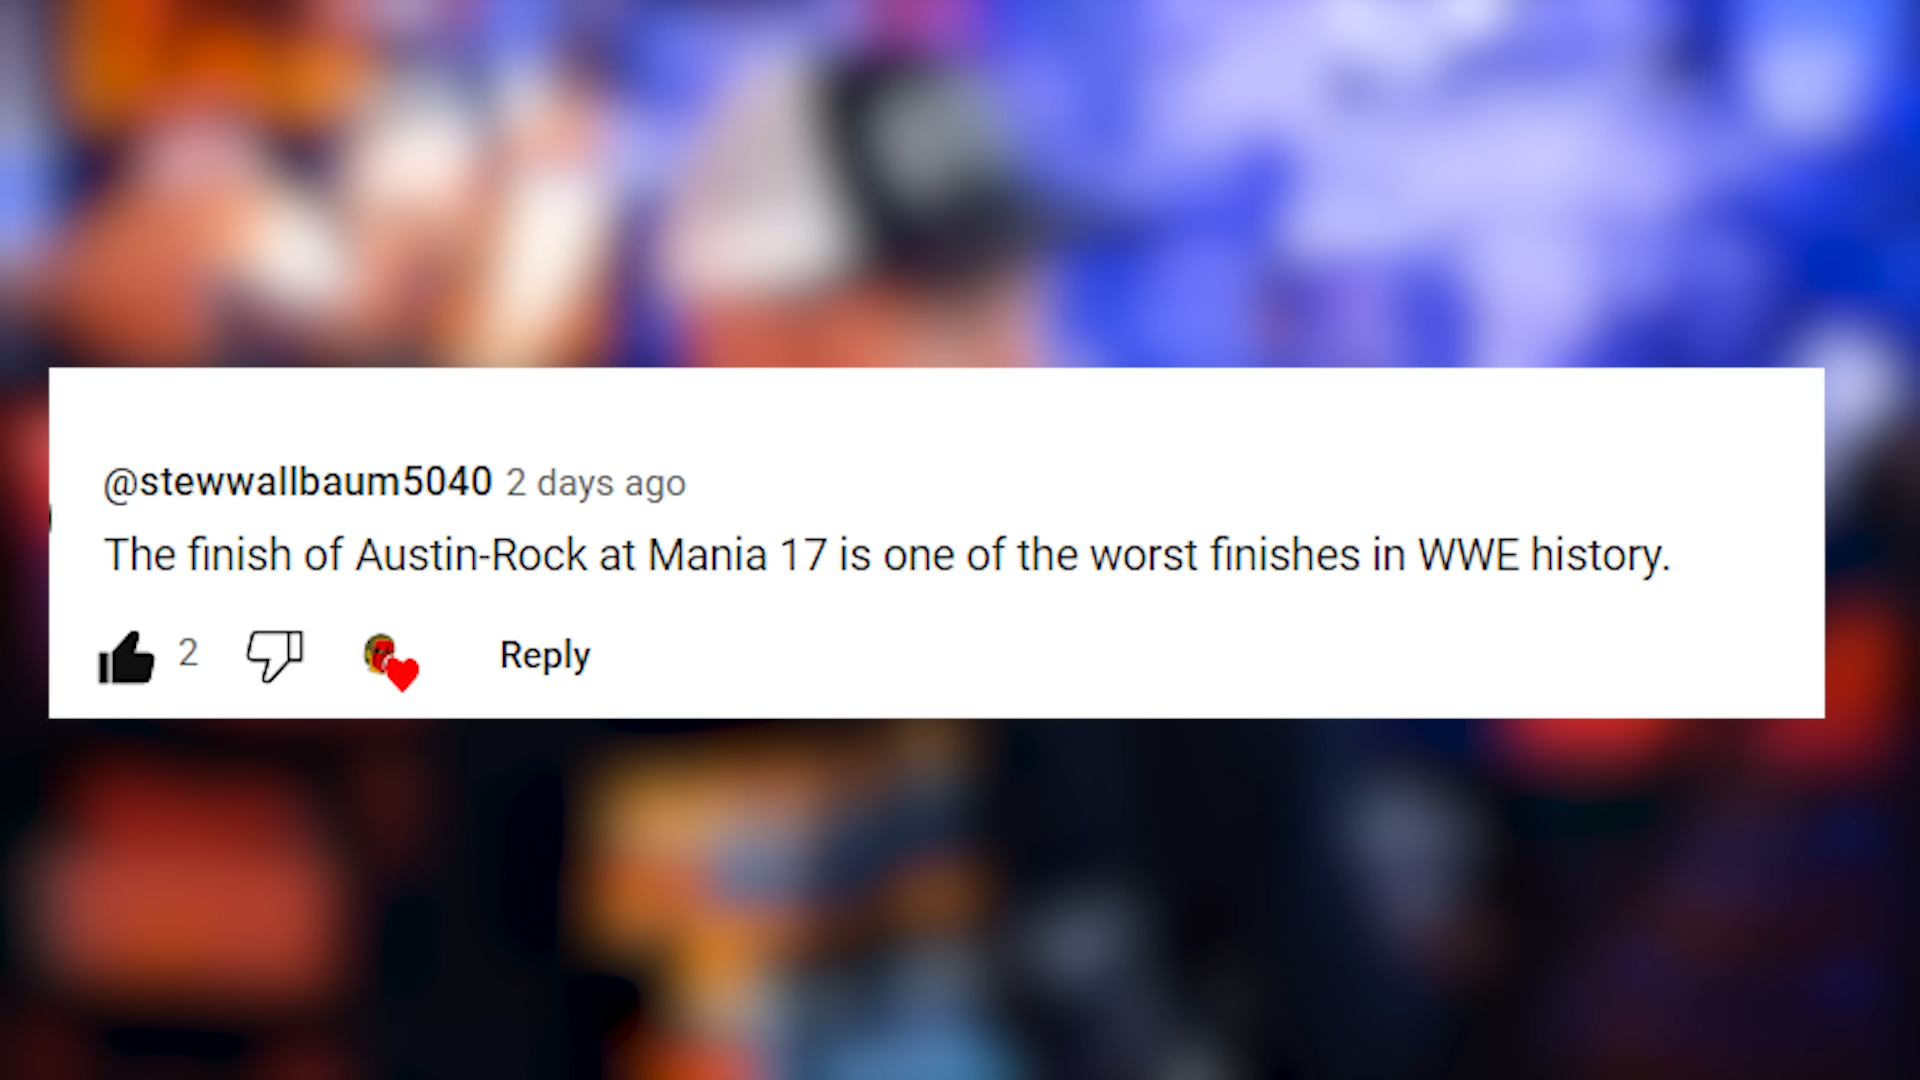 @stewwallbaum5040 2 days ago
The finish of Austin-Rock at Mania 17 is one of the worst finishes in WWE history.
2 Reply